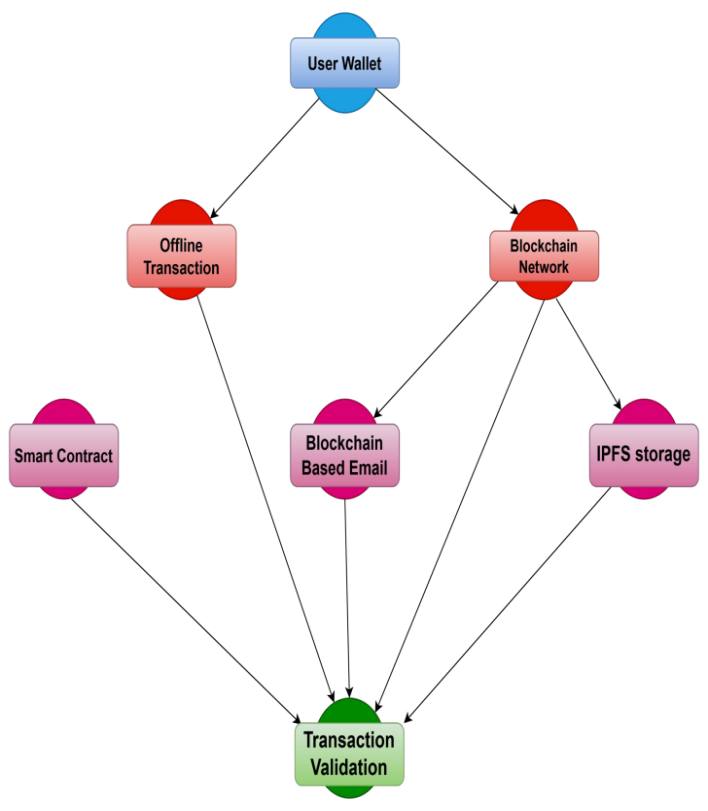 User Wallet
Offline
Transaction
Blockchain
Network
Smart Contract
Blockchain
Based Email
IPFS storage
Transaction
Validation